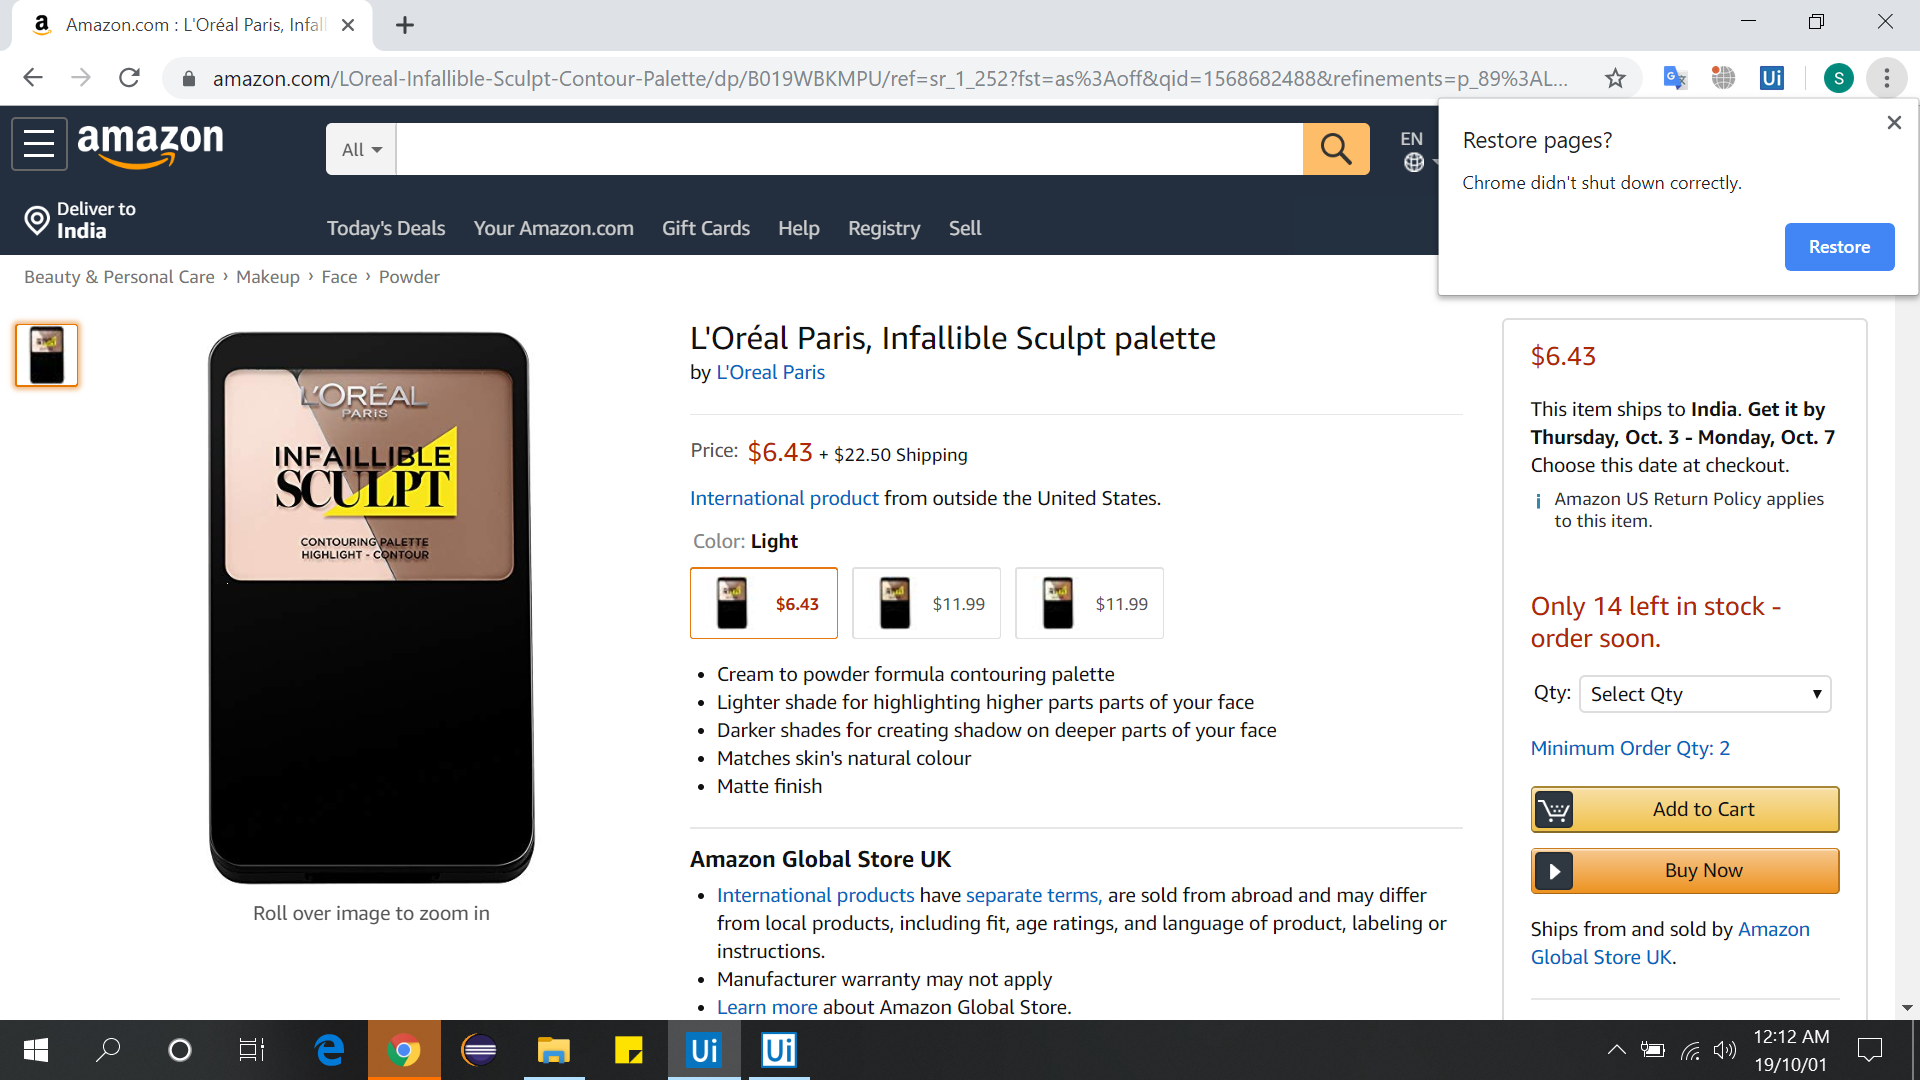 Amazon.com : L'Oréal Paris, Infall
amazon.com/LOreal-Infallible-Sculpt-Contour-Palette/dp/B019WBKMPU/ref=sr_1_252?fst=as%3Aoff&qid=1568682488&refinements=p_89%3AL...
S
Restore pages?
Chrome didn't shut down correctly.
Restore
amazon
All
EN
Deliver to
India
Today's Deals Your Amazon.com Gift Cards Help Registry Sell
Beauty & Personal Care › Makeup › Face › Powder
L'ORÉAL
PARIS
INFAILLIBLE
SCULPT
CONTOURING PALETTE
HIGHLIGHT - CONTOUR
Roll over image to zoom in
L'Oréal Paris, Infallible Sculpt palette
by L'Oreal Paris
Price: $6.43 + $22.50 Shipping
International product from outside the United States.
Color: Light
$6.43 $11.99 $11.99
• Cream to powder formula contouring palette
• Lighter shade for highlighting higher parts parts of your face
• Darker shades for creating shadow on deeper parts of your face
• Matches skin's natural colour
• Matte finish
Amazon Global Store UK
• International products have separate terms, are sold from abroad and may differ
from local products, including fit, age ratings, and language of product, labeling or
instructions.
• Manufacturer warranty may not apply
• Learn more about Amazon Global Store.
$6.43
This item ships to India. Get it by
Thursday, Oct. 3 - Monday, Oct. 7
Choose this date at checkout.
Amazon US Return Policy applies
to this item.
Only 14 left in stock -
order soon.
Qty: Select Qty
Minimum Order Qty: 2
Add to Cart
Buy Now
Ships from and sold by Amazon
Global Store UK.
Ui
Ui
Ui
12:12 AM
19/10/01